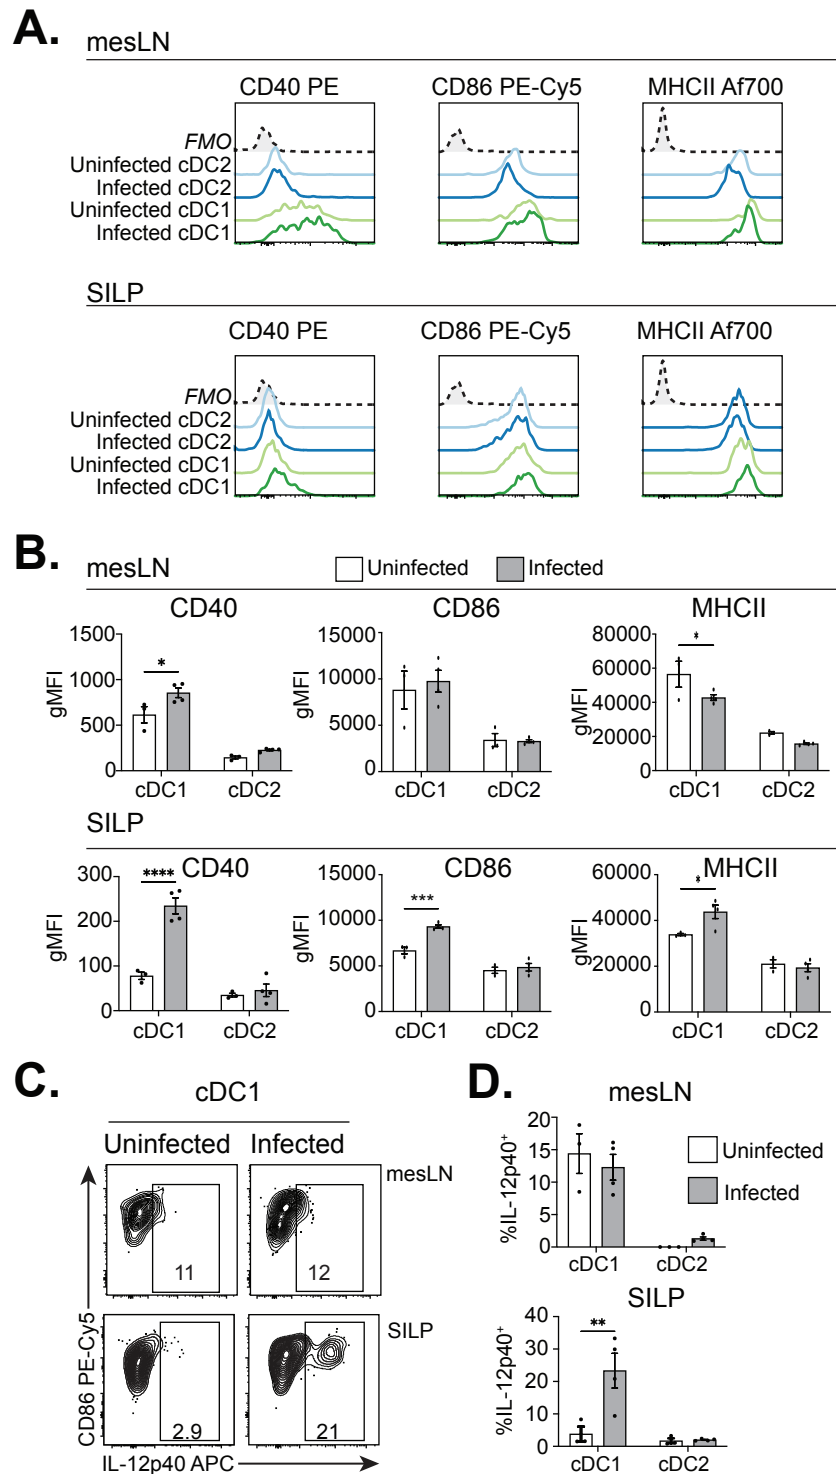 A.
mesLN
CD40 PE
CD86 PE-Cy5
MHCII Af700
FMO
Uninfected cDC2
Infected cDC2
Uninfected cDC1
Infected cDC1
SILP
CD40 PE
CD86 PE-Cy5
MHCII Af700
FMO
Uninfected cDC2
Infected cDC2
Uninfected cDC1
Infected cDC1
B.
mesLN
Uninfected
Infected
CD40
gMFI
1500
1000
500
0
*
cDC1
cDC2
CD86
gMFI
15000
10000
5000
0
cDC1
cDC2
MHCII
gMFI
80000
60000
40000
20000
0
*
cDC1
cDC2
SILP
CD40
gMFI
300
200
100
0
****
cDC1
cDC2
CD86
gMFI
15000
10000
5000
0
***
cDC1
cDC2
MHCII
gMFI
60000
40000
20000
0
*
cDC1
cDC2
C.
cDC1
Uninfected
Infected
mesLN
11
12
SILP
2.9
21
CD86 PE-Cy5
IL-12p40 APC
D.
mesLN
%IL-12p40+
20
15
10
5
0
cDC1
cDC2
Uninfected
Infected
SILP
%IL-12p40+
40
30
20
10
0
**
cDC1
cDC2